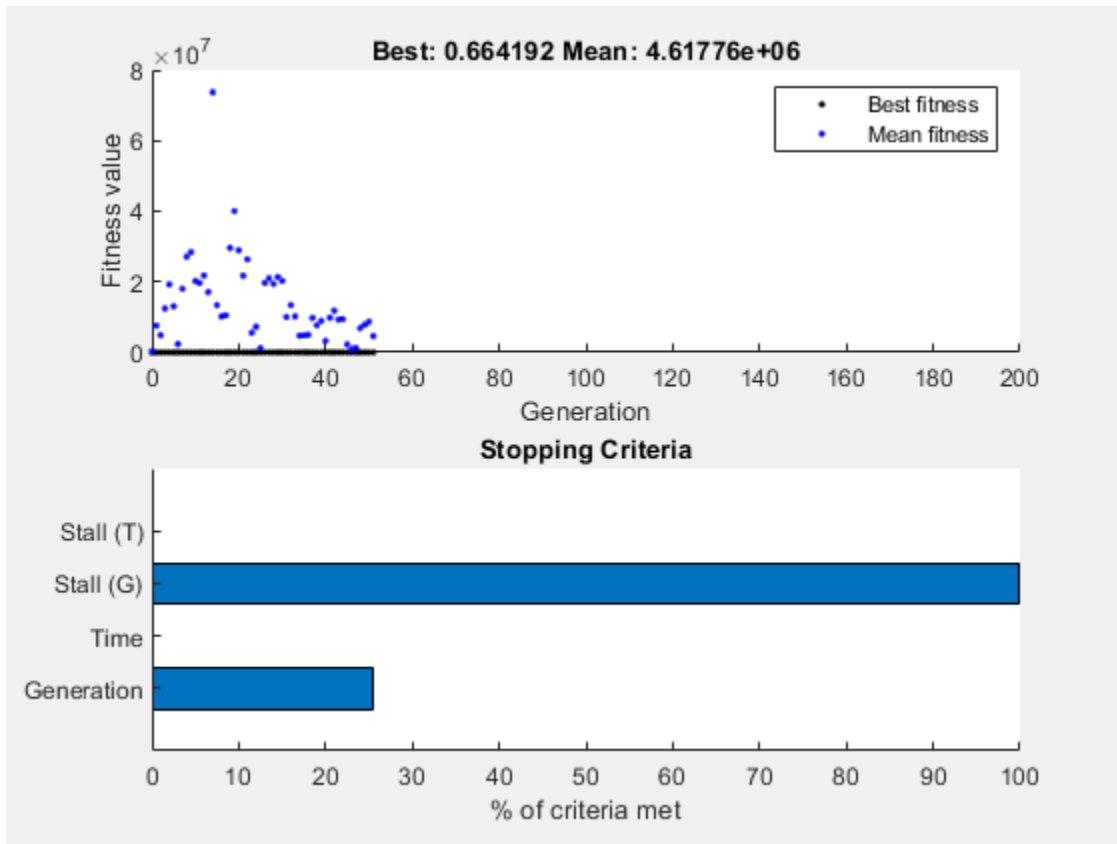 Best: 0.664192 Mean: 4.61776e+06
×10⁷
8
6
4
2
0
Fitness value
Best fitness
Mean fitness
0 20 40 60 80 100 120 140 160 180 200
Generation
Stopping Criteria
Stall (T)
Stall (G)
Time
Generation
0 10 20 30 40 50 60 70 80 90 100
% of criteria met